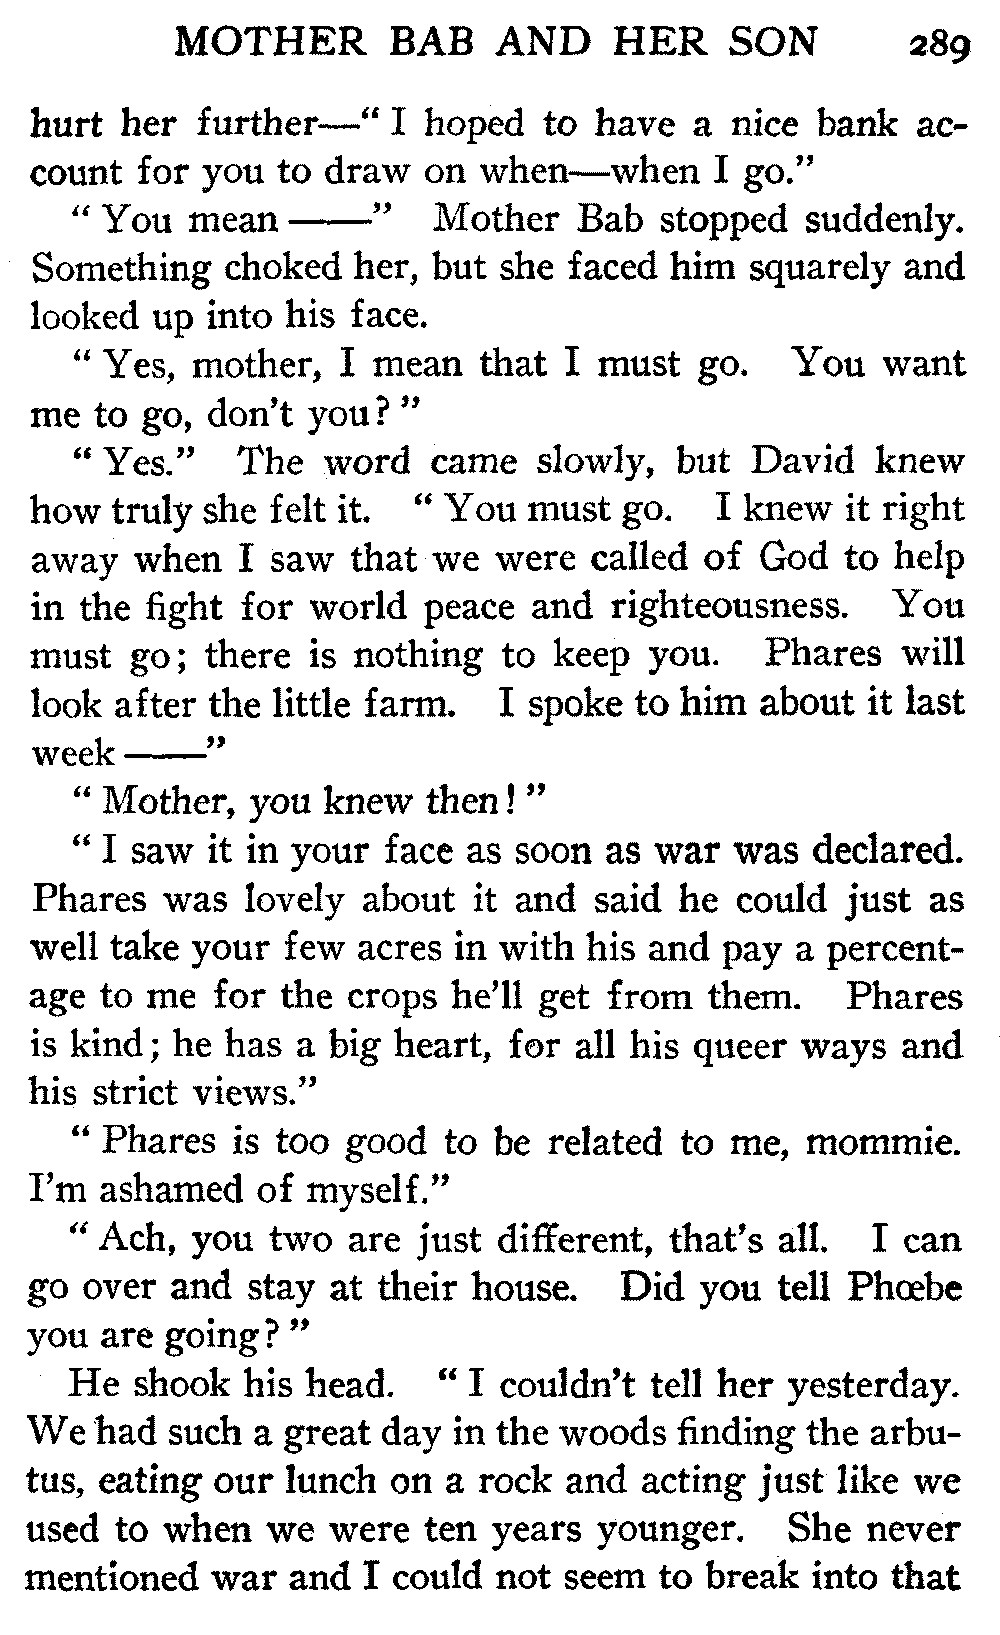 MOTHER BAB AND HER SON 289
hurt her further—“ I hoped to have a nice bank ac-
count for you to draw on when—when I go.”
“ You mean ——” Mother Bab stopped suddenly.
Something choked her, but she faced him squarely and
looked up into his face.
“ Yes, mother, I mean that I must go. You want
me to go, don't you? ”
“ Yes.” The word came slowly, but David knew
how truly she felt it. “ You must go. I knew it right
away when I saw that we were called of God to help
in the fight for world peace and righteousness. You
must go; there is nothing to keep you. Phares will
look after the little farm. I spoke to him about it last
week ——”
“ Mother, you knew then! ”
“ I saw it in your face as soon as war was declared.
Phares was lovely about it and said he could just as
well take your few acres in with his and pay a percent-
age to me for the crops he'll get from them. Phares
is kind; he has a big heart, for all his queer ways and
his strict views.”
“ Phares is too good to be related to me, mommie.
I'm ashamed of myself.”
“ Ach, you two are just different, that's all. I can
go over and stay at their house. Did you tell Phœbe
you are going? ”
He shook his head. “ I couldn't tell her yesterday.
We had such a great day in the woods finding the arbu-
tus, eating our lunch on a rock and acting just like we
used to when we were ten years younger. She never
mentioned war and I could not seem to break into that